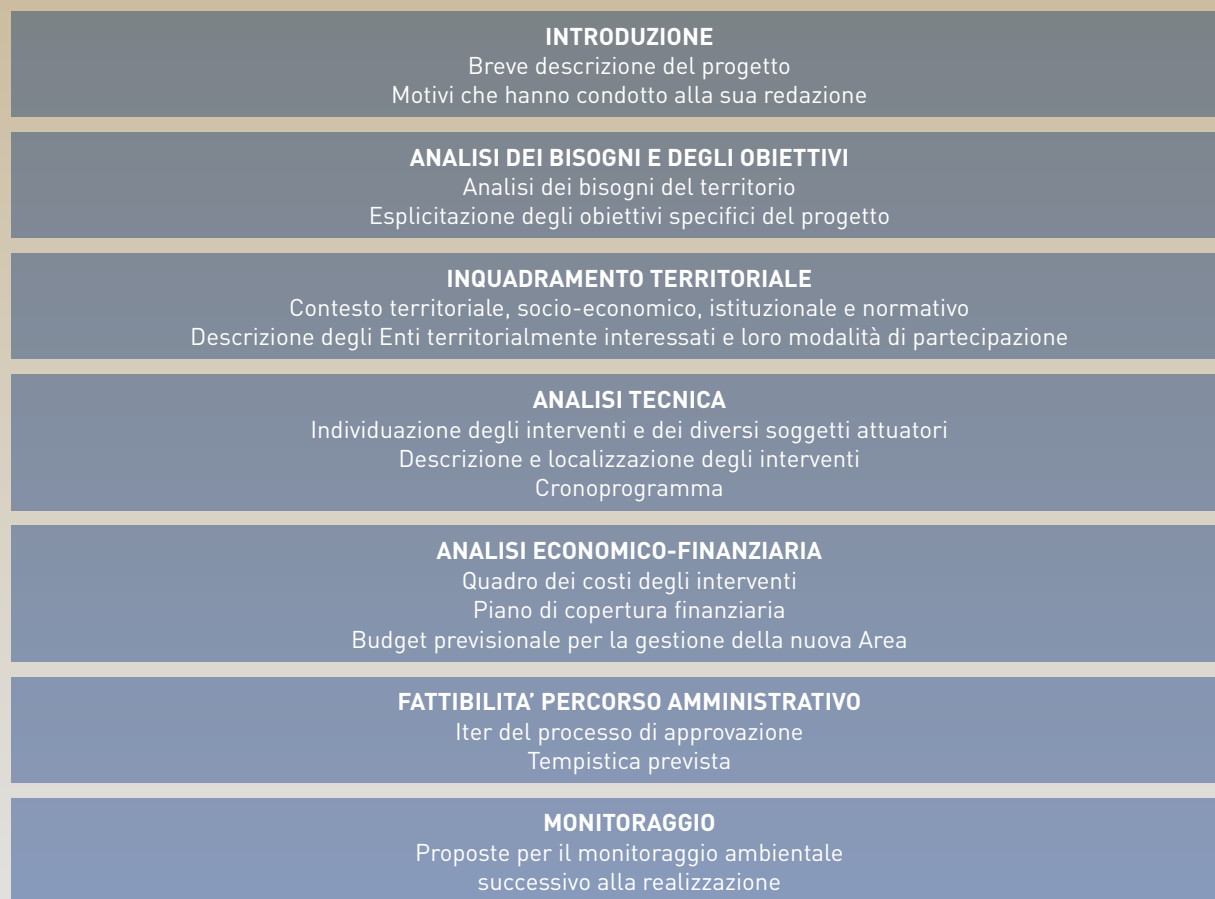 INTRODUZIONE
Breve descrizione del progetto
Motivi che hanno condotto alla sua redazione
ANALISI DEI BISOGNI E DEGLI OBIETTIVI
Analisi dei bisogni del territorio
Esplicitazione degli obiettivi specifici del progetto
INQUADRAMENTO TERRITORIALE
Contesto territoriale, socio-economico, istituzionale e normativo
Descrizione degli Enti territorialmente interessati e loro modalità di partecipazione
ANALISI TECNICA
Individuazione degli interventi e dei diversi soggetti attuatori
Descrizione e localizzazione degli interventi
Cronoprogramma
ANALISI ECONOMICO-FINANZIARIA
Quadro dei costi degli interventi
Piano di copertura finanziaria
Budget previsionale per la gestione della nuova Area
FATTIBILITA’ PERCORSO AMMINISTRATIVO
Iter del processo di approvazione
Tempistica prevista
MONITORAGGIO
Proposte per il monitoraggio ambientale
successivo alla realizzazione